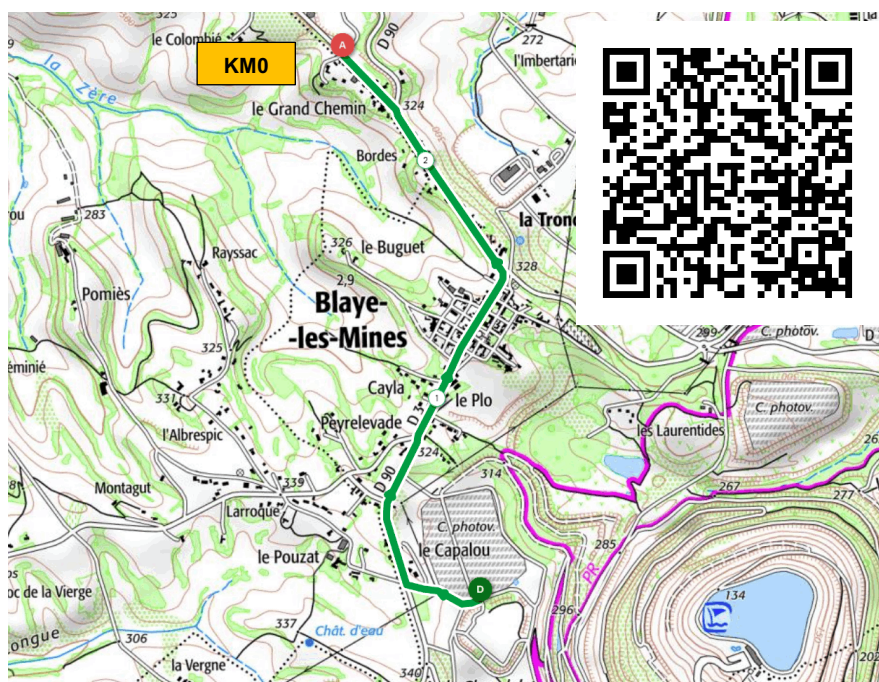 325
le Colombié
KM0
A
D 90
272
l'Imbertarie
la Zère
le Grand Chemin
324
Bordes
2
la Tronq
283
326
le Buguet
Rayssac
328
2,9
Blaye-
-les-Mines
Pomiès
299
C. photov.
D
325
Cayla
le Plo
C. photov.
331
1
D 3
Peyrelevade
l'Albrespic
les Laurentides
324
314
Montagut
339
D 90
267
277
Larroque
C. photov.
le Pouzat
le Capalou
285
PR
D
134
oc de la Vierge
296
337
Chât. d'eau
306
la Vergne
340
202